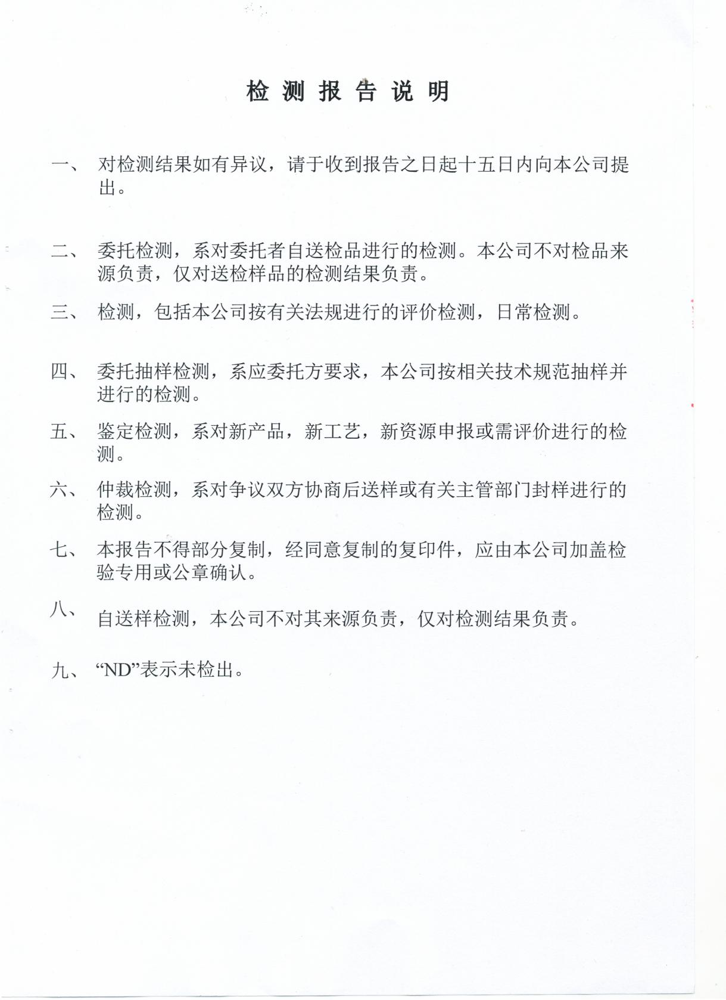 检测报告说明
一、 对检测结果如有异议，请于收到报告之日起十五日内向本公司提
出。
二、 委托检测，系对委托者自送检品进行的检测。本公司不对检品来
源负责，仅对送检样品的检测结果负责。
三、 检测，包括本公司按有关法规进行的评价检测，日常检测。
四、 委托抽样检测，系应委托方要求，本公司按相关技术规范抽样并
进行的检测。
五、 鉴定检测，系对新产品，新工艺，新资源申报或需评价进行的检
测。
六、 仲裁检测，系对争议双方协商后送样或有关主管部门封样进行的
检测。
七、 本报告不得部分复制，经同意复制的复印件，应由本公司加盖检
验专用或公章确认。
八、 自送样检测，本公司不对其来源负责，仅对检测结果负责。
九、 “ND”表示未检出。